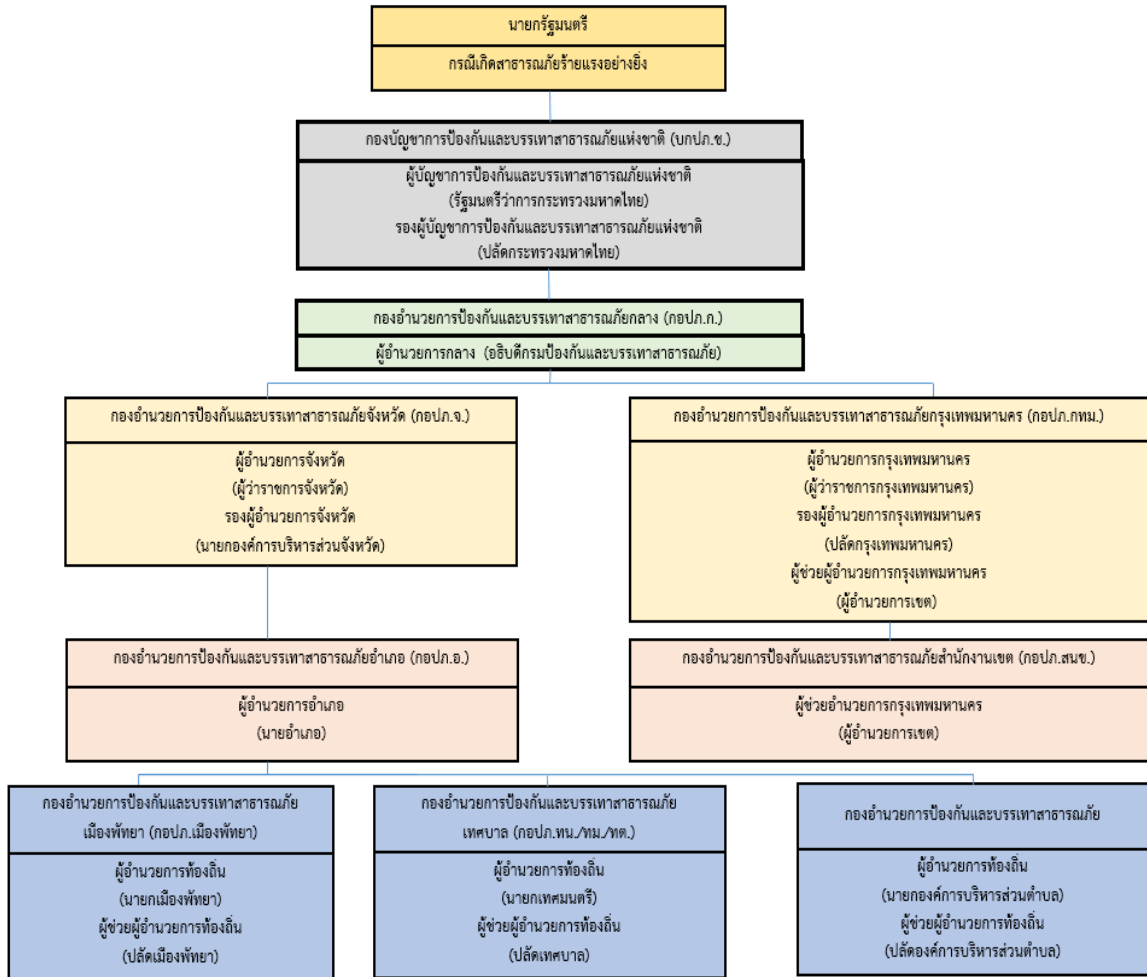 นายกรัฐมนตรี
กรณีเกิดสาธารณภัยร้ายแรงอย่างยิ่ง
กองบัญชาการป้องกันและบรรเทาสาธารณภัยแห่งชาติ (บกปภ.ช.)
ผู้บัญชาการป้องกันและบรรเทาสาธารณภัยแห่งชาติ
(รัฐมนตรีว่าการกระทรวงมหาดไทย)
รองผู้บัญชาการป้องกันและบรรเทาสาธารณภัยแห่งชาติ
(ปลัดกระทรวงมหาดไทย)
กองอำนวยการป้องกันและบรรเทาสาธารณภัยกลาง (กอปภ.ก.)
ผู้อำนวยการกลาง (อธิบดีกรมป้องกันและบรรเทาสาธารณภัย)
กองอำนวยการป้องกันและบรรเทาสาธารณภัยจังหวัด (กอปภ.จ.)
ผู้อำนวยการจังหวัด
(ผู้ว่าราชการจังหวัด)
รองผู้อำนวยการจังหวัด
(นายกองค์การบริหารส่วนจังหวัด)
กองอำนวยการป้องกันและบรรเทาสาธารณภัยกรุงเทพมหานคร (กอปภ.กทม.)
ผู้อำนวยการกรุงเทพมหานคร
(ผู้ว่าราชการกรุงเทพมหานคร)
รองผู้อำนวยการกรุงเทพมหานคร
(ปลัดกรุงเทพมหานคร)
ผู้ช่วยผู้อำนวยการกรุงเทพมหานคร
(ผู้อำนวยการเขต)
กองอำนวยการป้องกันและบรรเทาสาธารณภัยอำเภอ (กอปภ.อ.)
ผู้อำนวยการอำเภอ
(นายอำเภอ)
กองอำนวยการป้องกันและบรรเทาสาธารณภัยสำนักงานเขต (กอปภ.สนข.)
ผู้ช่วยอำนวยการกรุงเทพมหานคร
(ผู้อำนวยการเขต)
กองอำนวยการป้องกันและบรรเทาสาธารณภัย
เมืองพัทยา (กอปภ.เมืองพัทยา)
ผู้อำนวยการท้องถิ่น
(นายกเมืองพัทยา)
ผู้ช่วยผู้อำนวยการท้องถิ่น
(ปลัดเมืองพัทยา)
กองอำนวยการป้องกันและบรรเทาสาธารณภัย
เทศบาล (กอปภ.ทน./ทม./ทต.)
ผู้อำนวยการท้องถิ่น
(นายกเทศมนตรี)
ผู้ช่วยผู้อำนวยการท้องถิ่น
(ปลัดเทศบาล)
กองอำนวยการป้องกันและบรรเทาสาธารณภัย
ผู้อำนวยการท้องถิ่น
(นายกองค์การบริหารส่วนตำบล)
ผู้ช่วยผู้อำนวยการท้องถิ่น
(ปลัดองค์การบริหารส่วนตำบล)